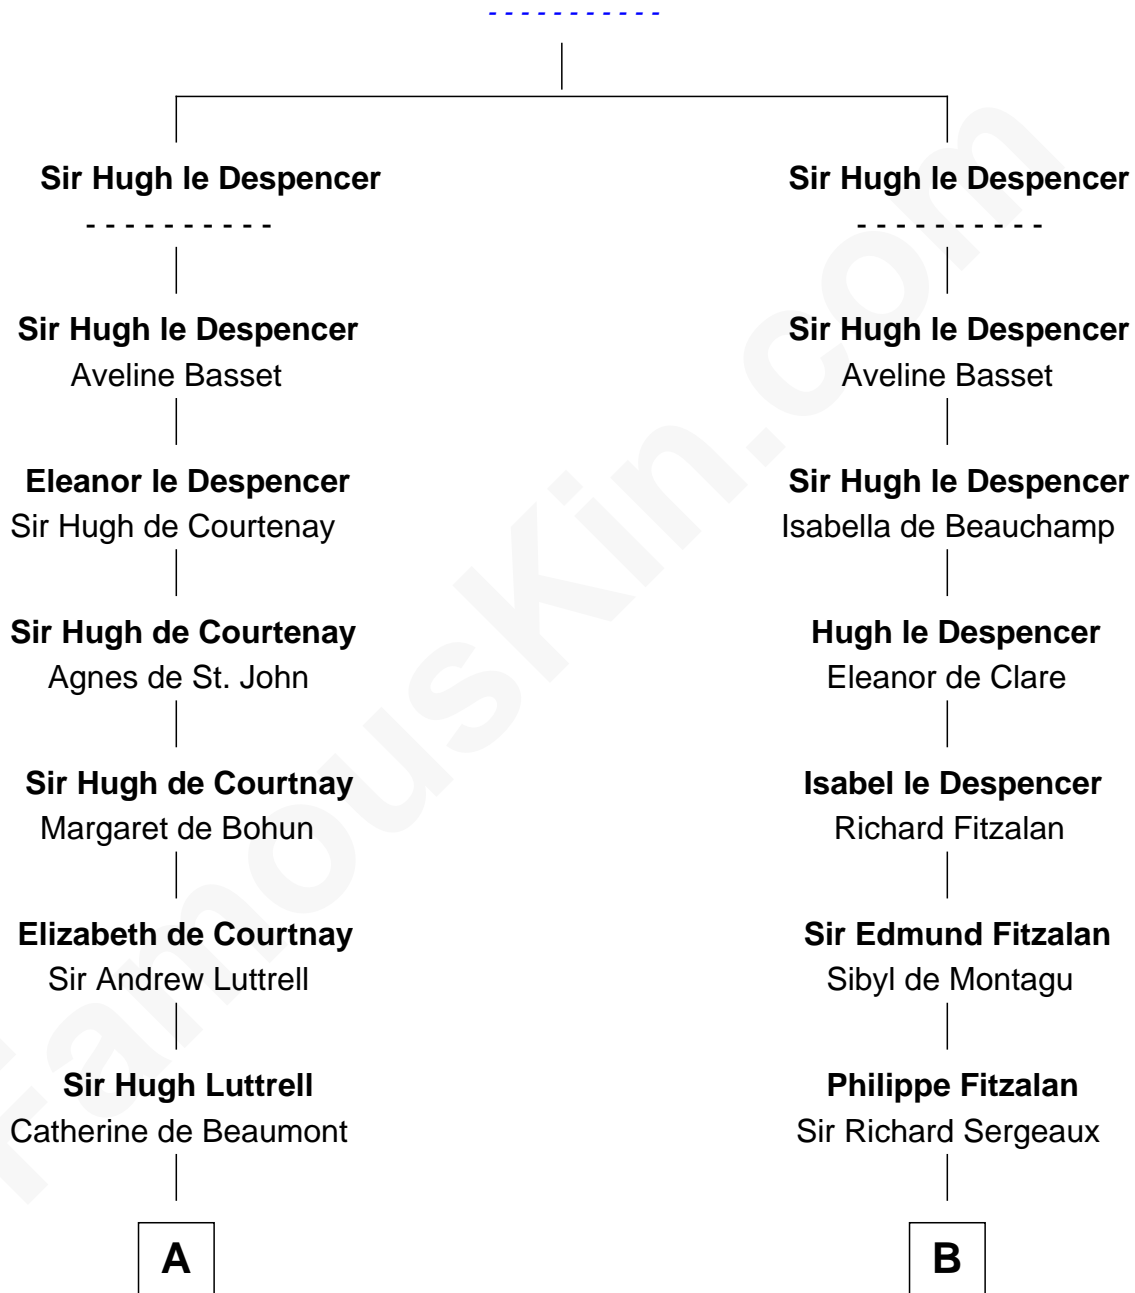 - - - - - - - - - - -
Sir Hugh le Despencer
- - - - - - - - - -
Sir Hugh le Despencer
Aveline Basset
Eleanor le Despencer
Sir Hugh de Courtenay
Sir Hugh de Courtenay
Agnes de St. John
Sir Hugh de Courtnay
Margaret de Bohun
Elizabeth de Courtnay
Sir Andrew Luttrell
Sir Hugh Luttrell
Catherine de Beaumont
A
Sir Hugh le Despencer
- - - - - - - - - -
Sir Hugh le Despencer
Aveline Basset
Sir Hugh le Despencer
Isabella de Beauchamp
Hugh le Despencer
Eleanor de Clare
Isabel le Despencer
Richard Fitzalan
Sir Edmund Fitzalan
Sibyl de Montagu
Philippe Fitzalan
Sir Richard Sergeaux
B
FamousKin.com